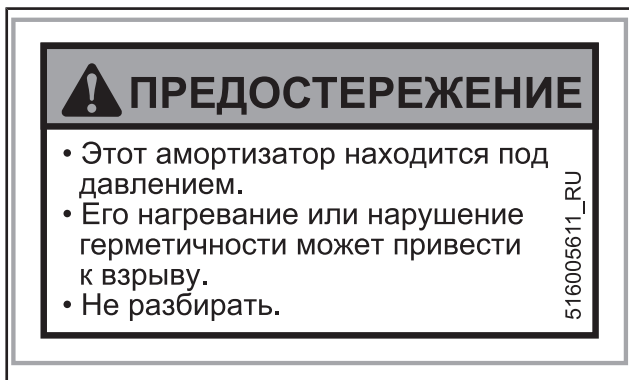 ПРЕДОСТЕРЕЖЕНИЕ
• Этот амортизатор находится под
давлением.
• Его нагревание или нарушение
герметичности может привести
к взрыву.
• Не разбирать.
516005611_RU